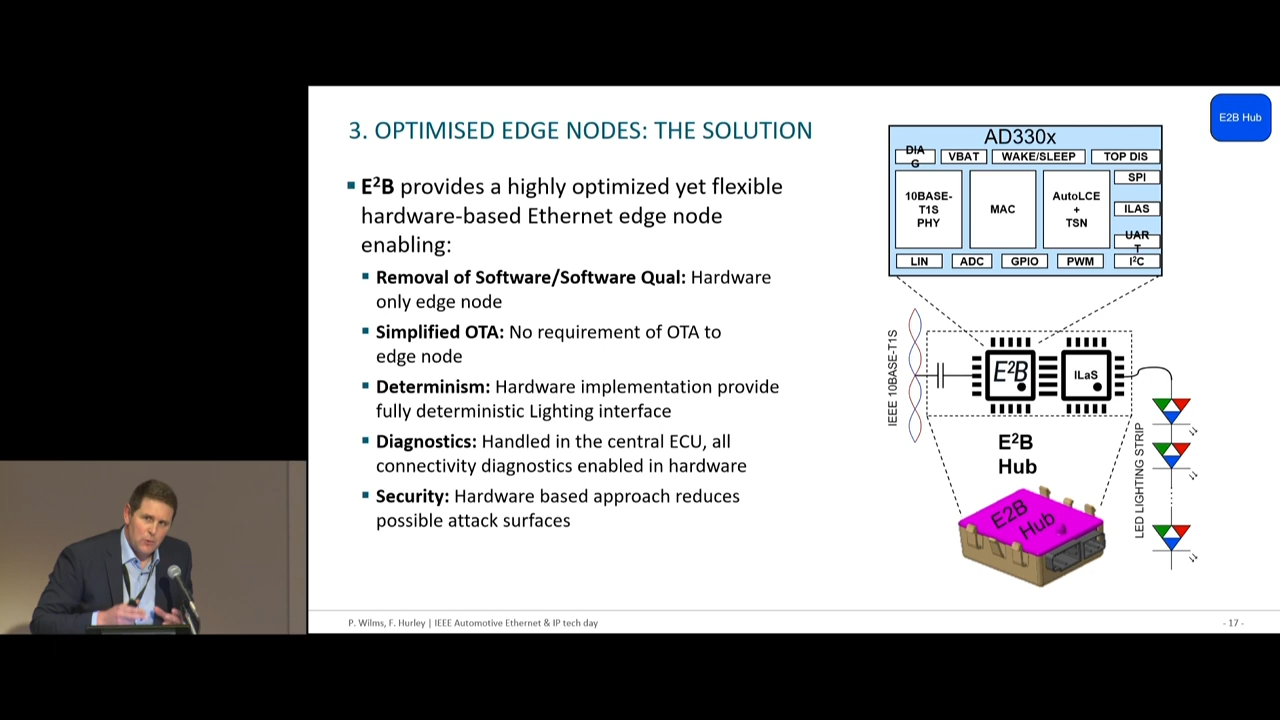 E2B Hub
3. OPTIMISED EDGE NODES: THE SOLUTION
E²B provides a highly optimized yet flexible
hardware-based Ethernet edge node
enabling:
Removal of Software/Software Qual: Hardware
only edge node
Simplified OTA: No requirement of OTA to
edge node
Determinism: Hardware implementation provide
fully deterministic Lighting interface
Diagnostics: Handled in the central ECU, all
connectivity diagnostics enabled in hardware
Security: Hardware based approach reduces
possible attack surfaces
AD330x
DIA
G
VBAT
WAKE/SLEEP
TOP DIS
10BASE-
T1S
PHY
MAC
AutoLCE
+
TSN
SPI
ILAS
UAR
T
LIN
ADC
GPIO
PWM
I²C
IEEE 10BASE-T1S
E²B
ILaS
E²B
Hub
LED LIGHTING STRIP
E2B
Hub
P. Wilms, F. Hurley | IEEE Automotive Ethernet & IP tech day
- 17 -